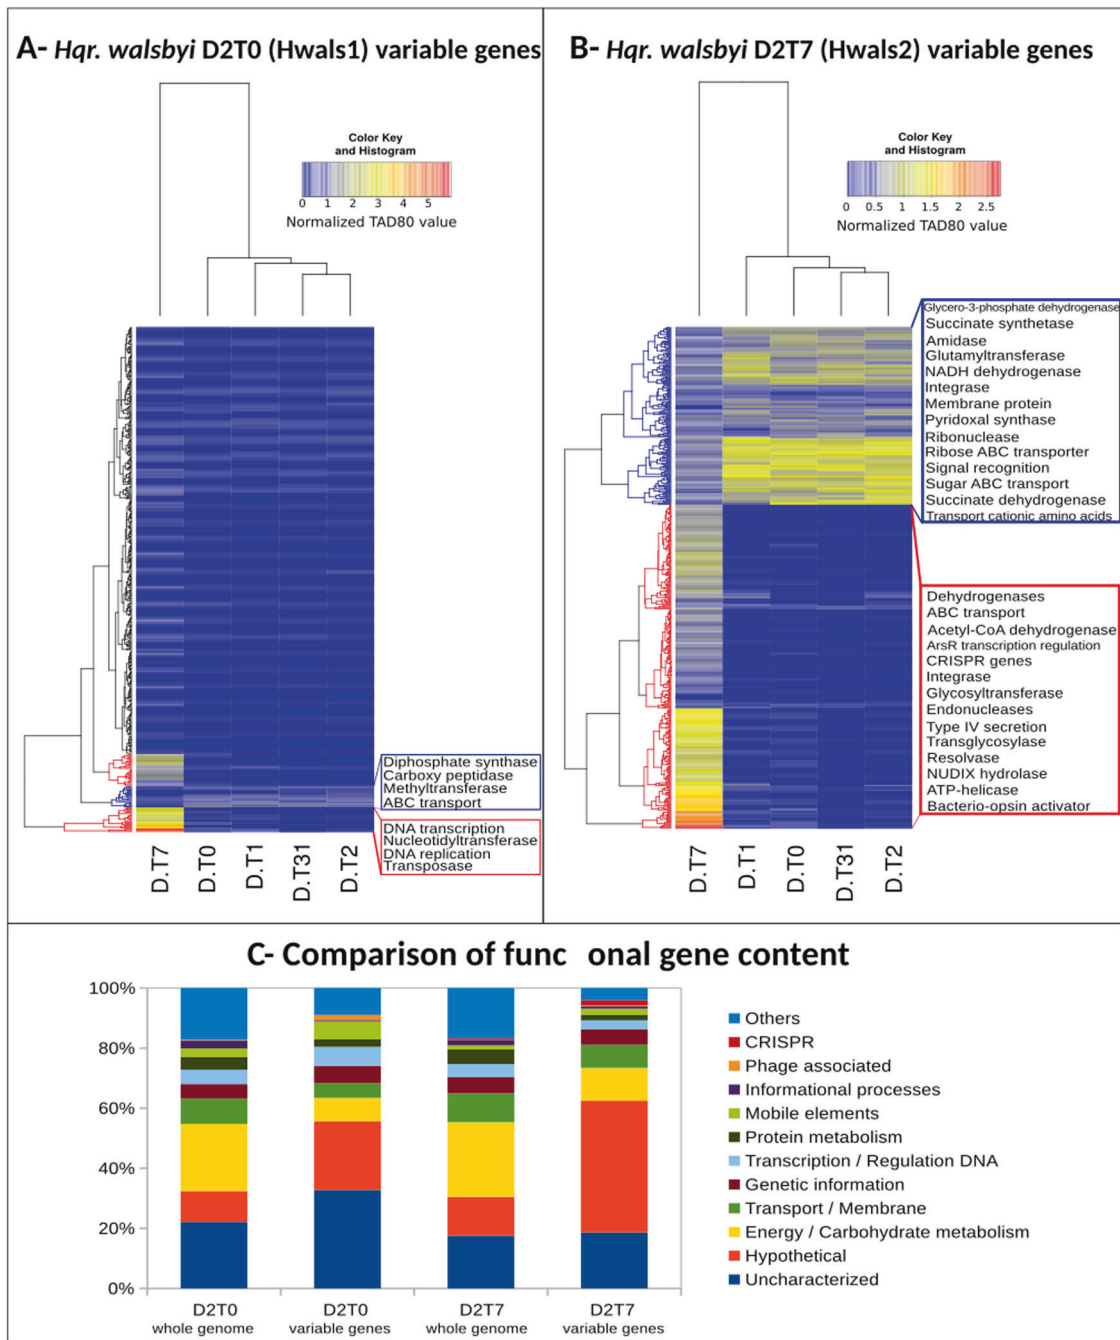 A- Hqr. walsbyi D2T0 (Hwals1) variable genes
Color Key
and Histogram
0 1 2 3 4 5
Normalized TAD80 value
Diphosphate synthase
Carboxy peptidase
Methyltransferase
ABC transport
DNA transcription
Nucleotidyltransferase
DNA replication
Transposase
D.T7 D.T0 D.T1 D.T31 D.T2
B- Hqr. walsbyi D2T7 (Hwals2) variable genes
Color Key
and Histogram
0 0.5 1 1.5 2 2.5
Normalized TAD80 value
Glycero-3-phosphate dehydrogenase
Succinate synthetase
Amidase
Glutamyltransferase
NADH dehydrogenase
Integrase
Membrane protein
Pyridoxal synthase
Ribonuclease
Ribose ABC transporter
Signal recognition
Sugar ABC transport
Succinate dehydrogenase
Transport cationic amino acids
Dehydrogenases
ABC transport
Acetyl-CoA dehydrogenase
ArsR transcription regulation
CRISPR genes
Integrase
Glycosyltransferase
Endonucleases
Type IV secretion
Transglycosylase
Resolvase
NUDIX hydrolase
ATP-helicase
Bacterio-opsin activator
D.T7 D.T1 D.T0 D.T31 D.T2
C- Comparison of func onal gene content
100%
80%
60%
40%
20%
0%
D2T0 D2T0 D2T7 D2T7
whole genome variable genes whole genome variable genes
Others
CRISPR
Phage associated
Informational processes
Mobile elements
Protein metabolism
Transcription / Regulation DNA
Genetic information
Transport / Membrane
Energy / Carbohydrate metabolism
Hypothetical
Uncharacterized